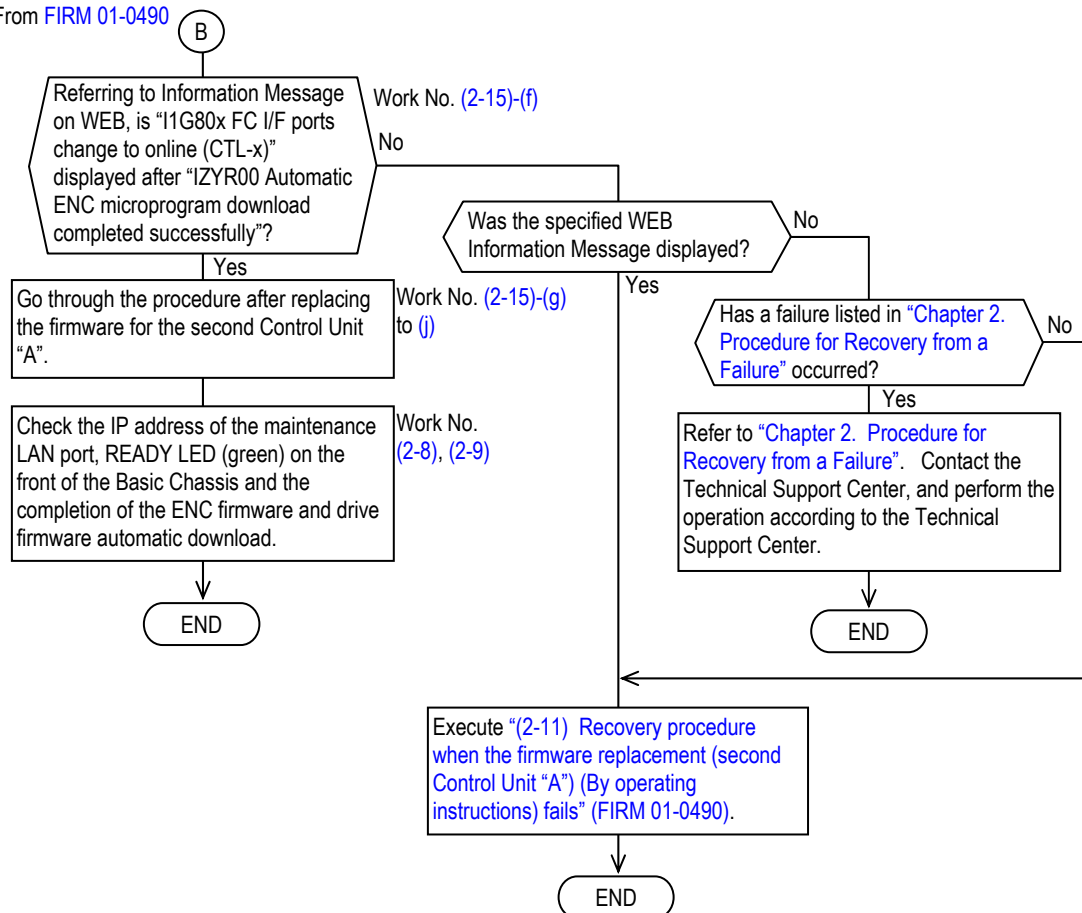 From FIRM 01-0490
B
Referring to Information Message
on WEB, is “I1G80x FC I/F ports
change to online (CTL-x)”
displayed after “IZYR00 Automatic
ENC microprogram download
completed successfully”?
Work No. (2-15)-(f)
No
Yes
Go through the procedure after replacing
the firmware for the second Control Unit
“A”.
Work No. (2-15)-(g)
to (j)
Check the IP address of the maintenance
LAN port, READY LED (green) on the
front of the Basic Chassis and the
completion of the ENC firmware and drive
firmware automatic download.
Work No.
(2-8), (2-9)
END
Was the specified WEB
Information Message displayed?
No
Yes
Has a failure listed in “Chapter 2.
Procedure for Recovery from a
Failure” occurred?
No
Yes
Refer to “Chapter 2.  Procedure for
Recovery from a Failure”.   Contact the
Technical Support Center, and perform the
operation according to the Technical
Support Center.
END
Execute “(2-11)  Recovery procedure
when the firmware replacement (second
Control Unit “A”) (By operating
instructions) fails” (FIRM 01-0490).
END